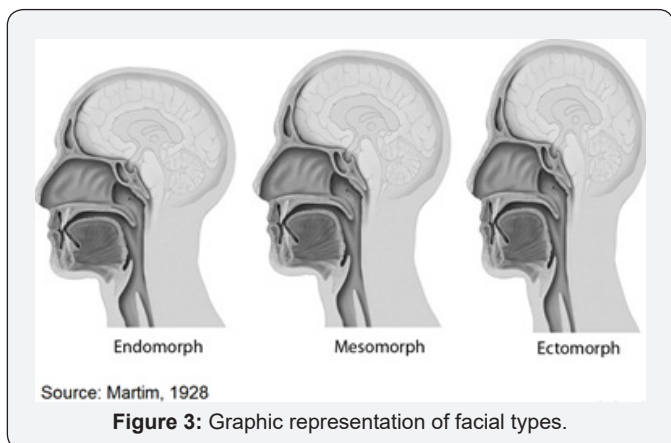 Endomorph Mesomorph Ectomorph
Source: Martim, 1928
Figure 3: Graphic representation of facial types.